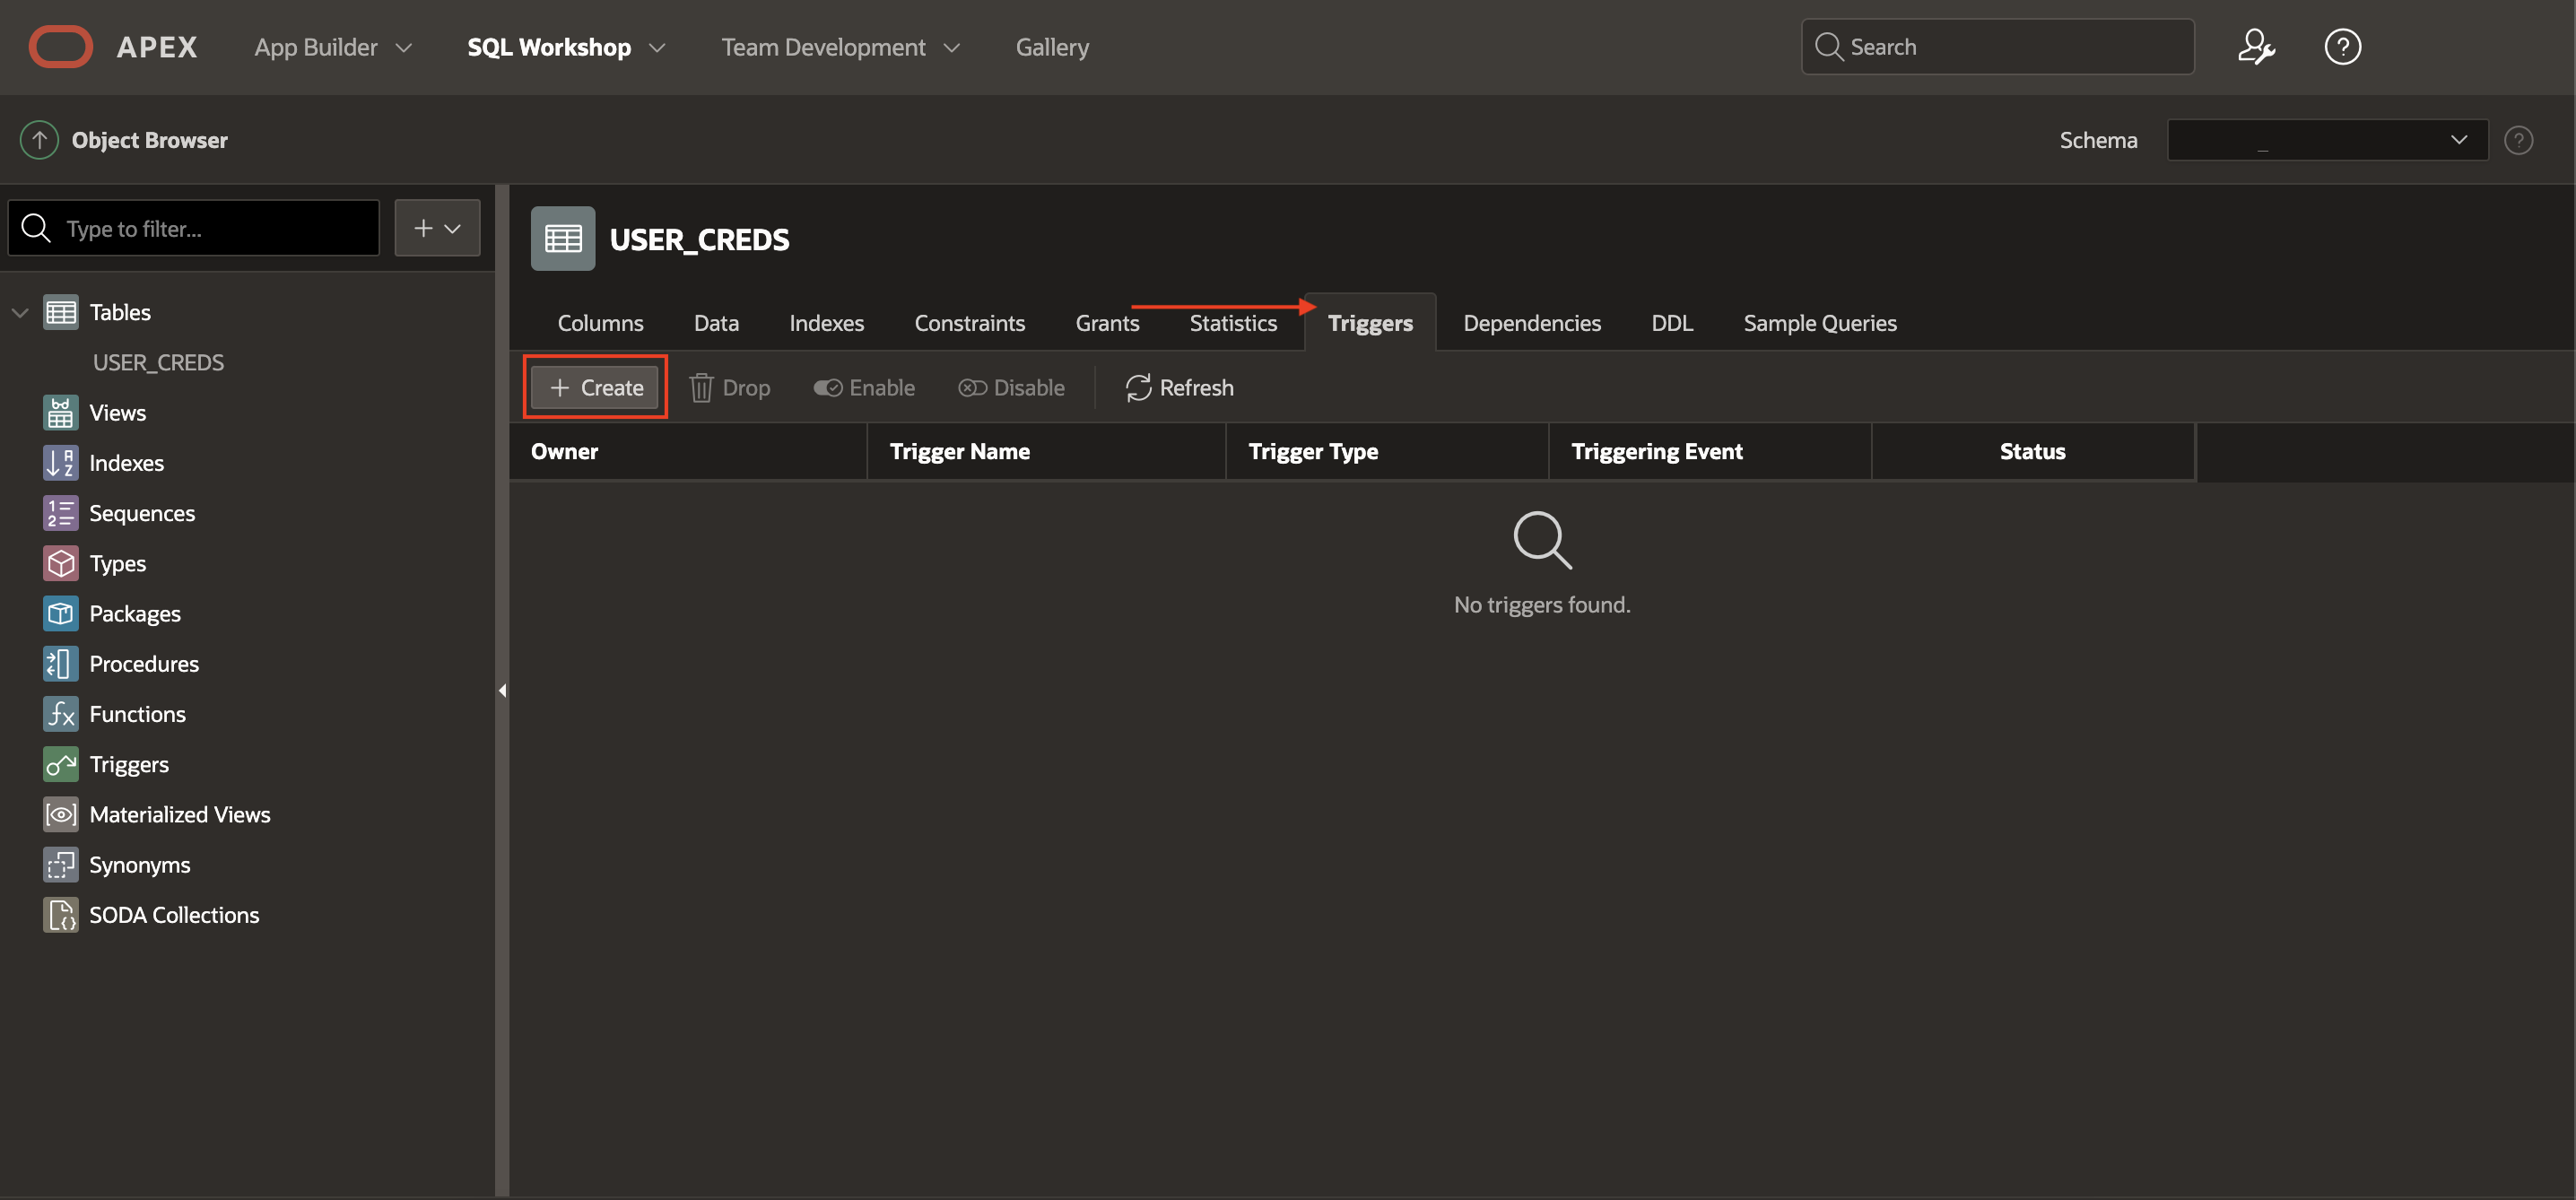 APEX App Builder SQL Workshop Team Development Gallery Search
Object Browser Schema _
Type to filter...
Tables
USER_CREDS
Views
Indexes
Sequences
Types
Packages
Procedures
Functions
Triggers
Materialized Views
Synonyms
SODA Collections
USER_CREDS
Columns Data Indexes Constraints Grants Statistics Triggers Dependencies DDL Sample Queries
+ Create Drop Enable Disable Refresh
Owner Trigger Name Trigger Type Triggering Event Status
No triggers found.